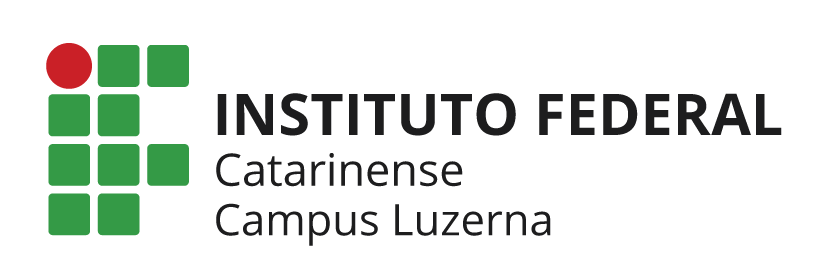 INSTITUTO FEDERAL
Catarinense
Campus Luzerna